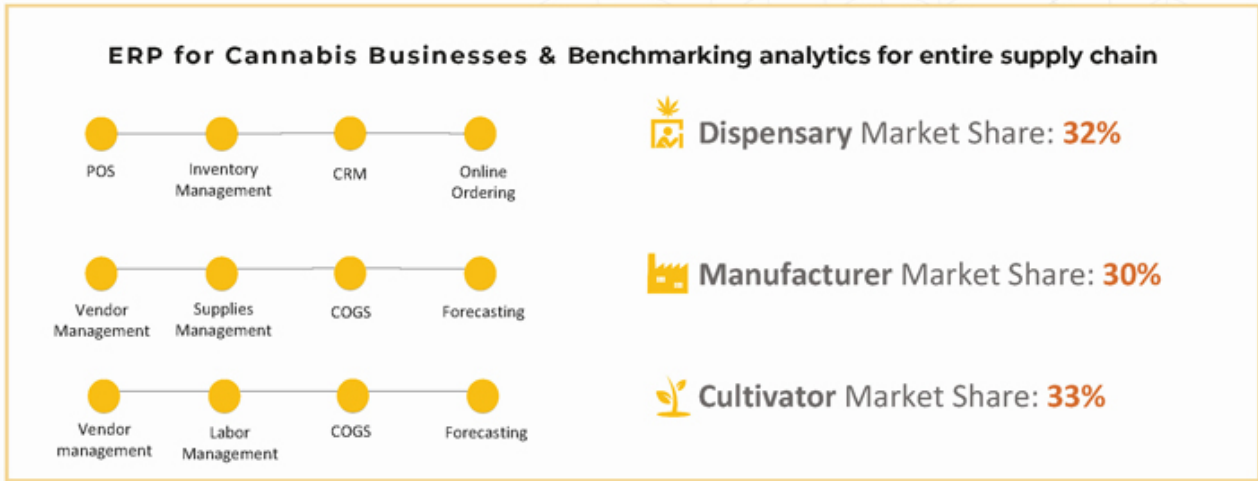 ERP for Cannabis Businesses & Benchmarking analytics for entire supply chain
POS
Inventory
Management
CRM
Online
Ordering
Dispensary Market Share: 32%
Vendor
Management
Supplies
Management
COGS
Forecasting
Manufacturer Market Share: 30%
Vendor
management
Labor
Management
COGS
Forecasting
Cultivator Market Share: 33%